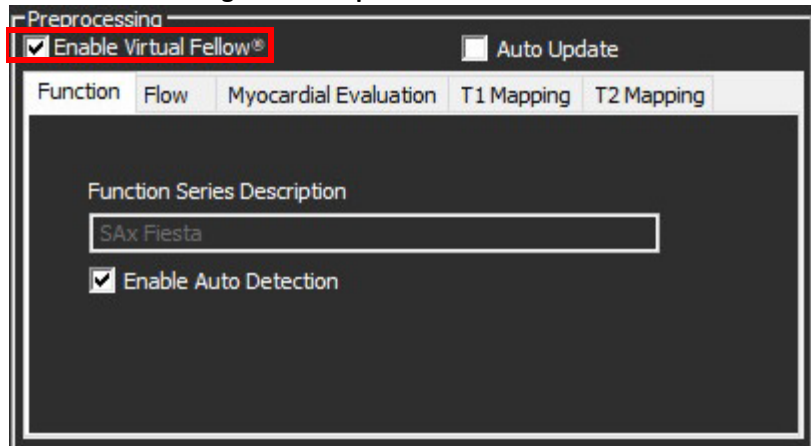 Preprocessing
Enable Virtual Fellow® Auto Update
Function Flow Myocardial Evaluation T1 Mapping T2 Mapping
Function Series Description
SAx Fiesta
Enable Auto Detection